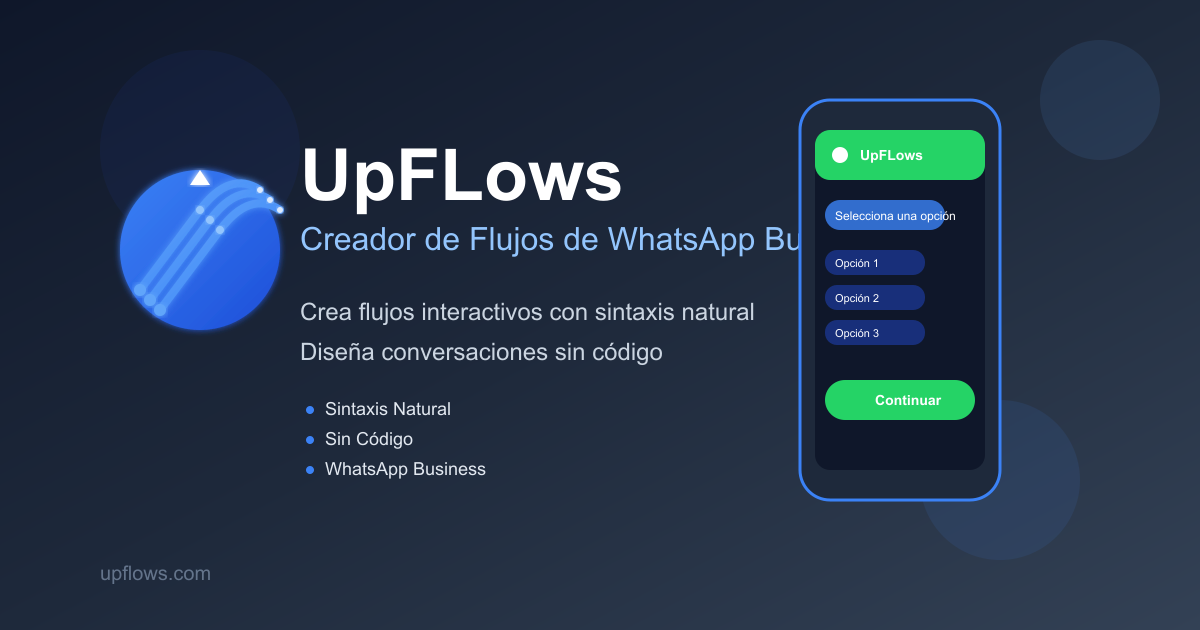 UpFLows
Creador de Flujos de WhatsApp Bu
Crea flujos interactivos con sintaxis natural
Diseña conversaciones sin código
Sintaxis Natural
Sin Código
WhatsApp Business
upflows.com
UpFLows
Selecciona una opción
Opción 1
Opción 2
Opción 3
Continuar